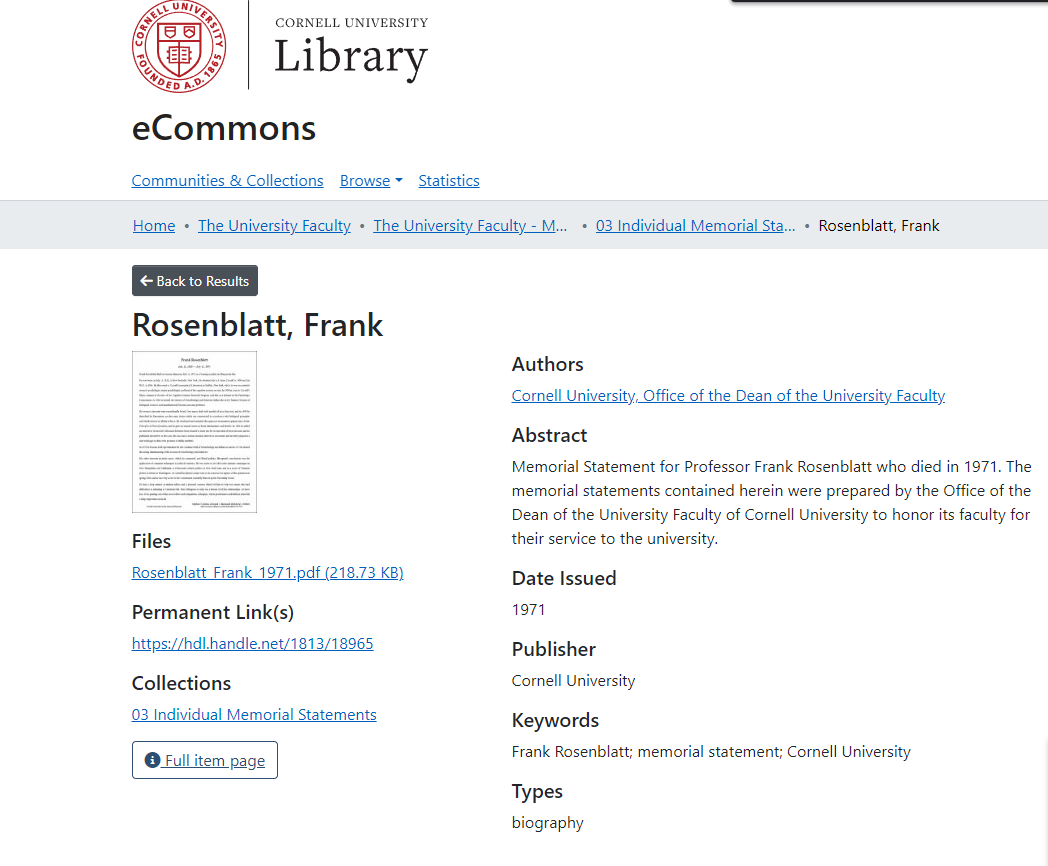 CORNELL UNIVERSITY
FOUNDED A.D. 1865
CORNELL UNIVERSITY
Library
eCommons
Communities & Collections Browse Statistics
Home • The University Faculty • The University Faculty - M... • 03 Individual Memorial Sta... • Rosenblatt, Frank
Back to Results
Rosenblatt, Frank
Frank Rosenblatt
Files
Rosenblatt_Frank_1971.pdf (218.73 KB)
Permanent Link(s)
https://hdl.handle.net/1813/18965
Collections
03 Individual Memorial Statements
Full item page
Authors
Cornell University, Office of the Dean of the University Faculty
Abstract
Memorial Statement for Professor Frank Rosenblatt who died in 1971. The
memorial statements contained herein were prepared by the Office of the
Dean of the University Faculty of Cornell University to honor its faculty for
their service to the university.
Date Issued
1971
Publisher
Cornell University
Keywords
Frank Rosenblatt; memorial statement; Cornell University
Types
biography